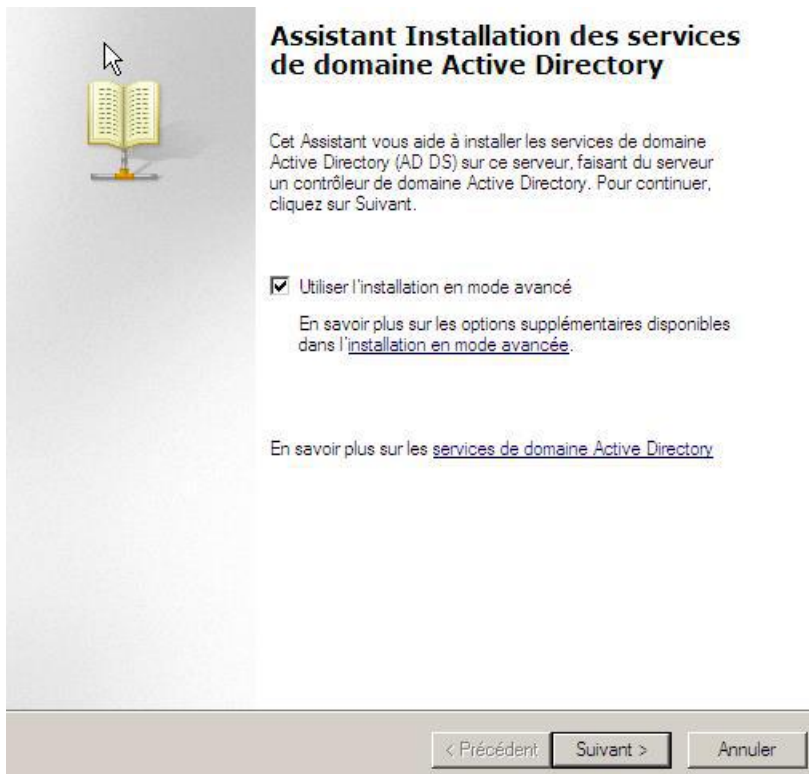 Assistant Installation des services
de domaine Active Directory
Cet Assistant vous aide à installer les services de domaine
Active Directory (AD DS) sur ce serveur, faisant du serveur
un contrôleur de domaine Active Directory. Pour continuer,
cliquez sur Suivant.
Utiliser l'installation en mode avancé
En savoir plus sur les options supplémentaires disponibles
dans l'installation en mode avancée.
En savoir plus sur les services de domaine Active Directory
< Précédent
Suivant >
Annuler